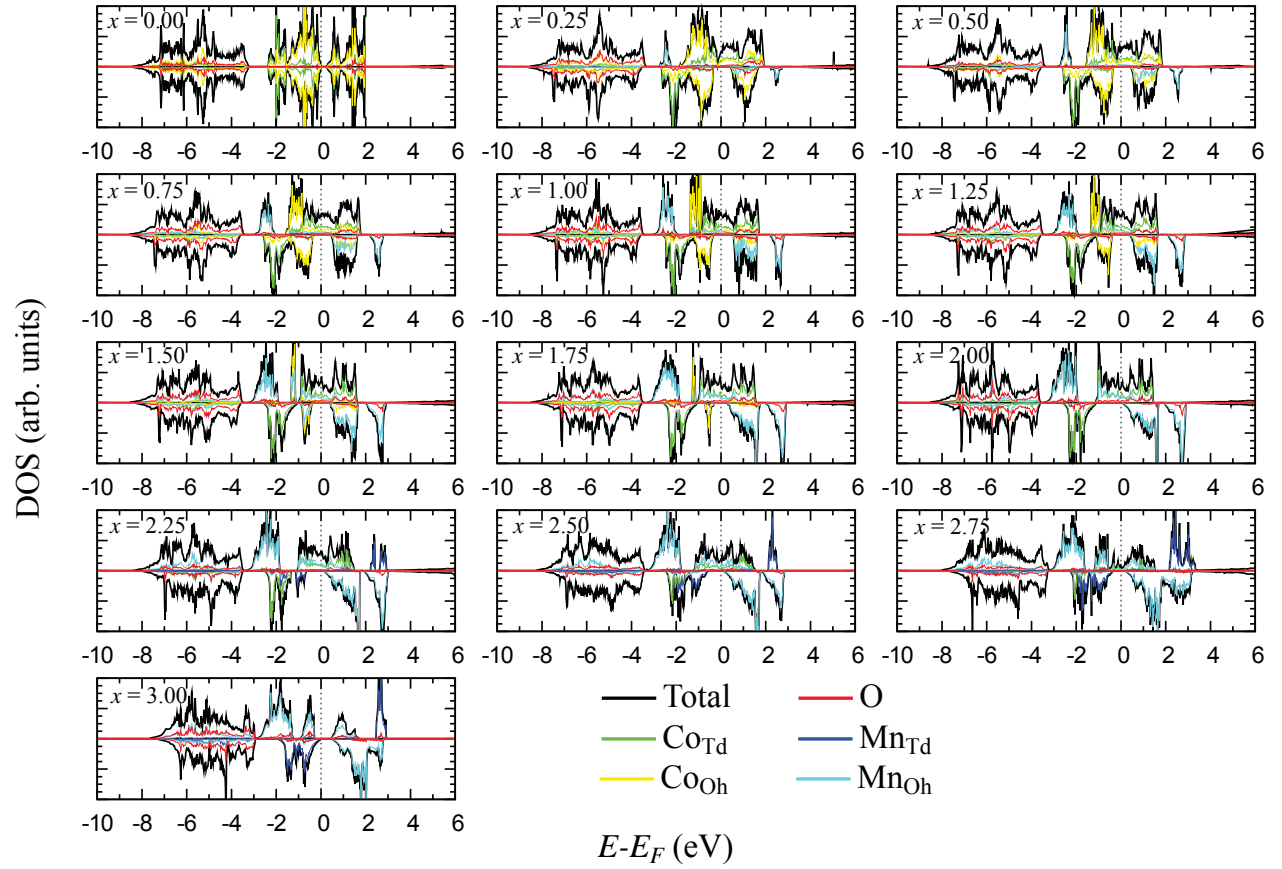 x = 0.00 x = 0.25 x = 0.50
-10 -8 -6 -4 -2 0 2 4 6 -10 -8 -6 -4 -2 0 2 4 6 -10 -8 -6 -4 -2 0 2 4 6
x = 0.75 x = 1.00 x = 1.25
-10 -8 -6 -4 -2 0 2 4 6 -10 -8 -6 -4 -2 0 2 4 6 -10 -8 -6 -4 -2 0 2 4 6
DOS (arb. units)
x = 1.50 x = 1.75 x = 2.00
-10 -8 -6 -4 -2 0 2 4 6 -10 -8 -6 -4 -2 0 2 4 6 -10 -8 -6 -4 -2 0 2 4 6
x = 2.25 x = 2.50 x = 2.75
-10 -8 -6 -4 -2 0 2 4 6 -10 -8 -6 -4 -2 0 2 4 6 -10 -8 -6 -4 -2 0 2 4 6
x = 3.00
-10 -8 -6 -4 -2 0 2 4 6
Total O
Co_Td Mn_Td
Co_Oh Mn_Oh
E-E_F (eV)